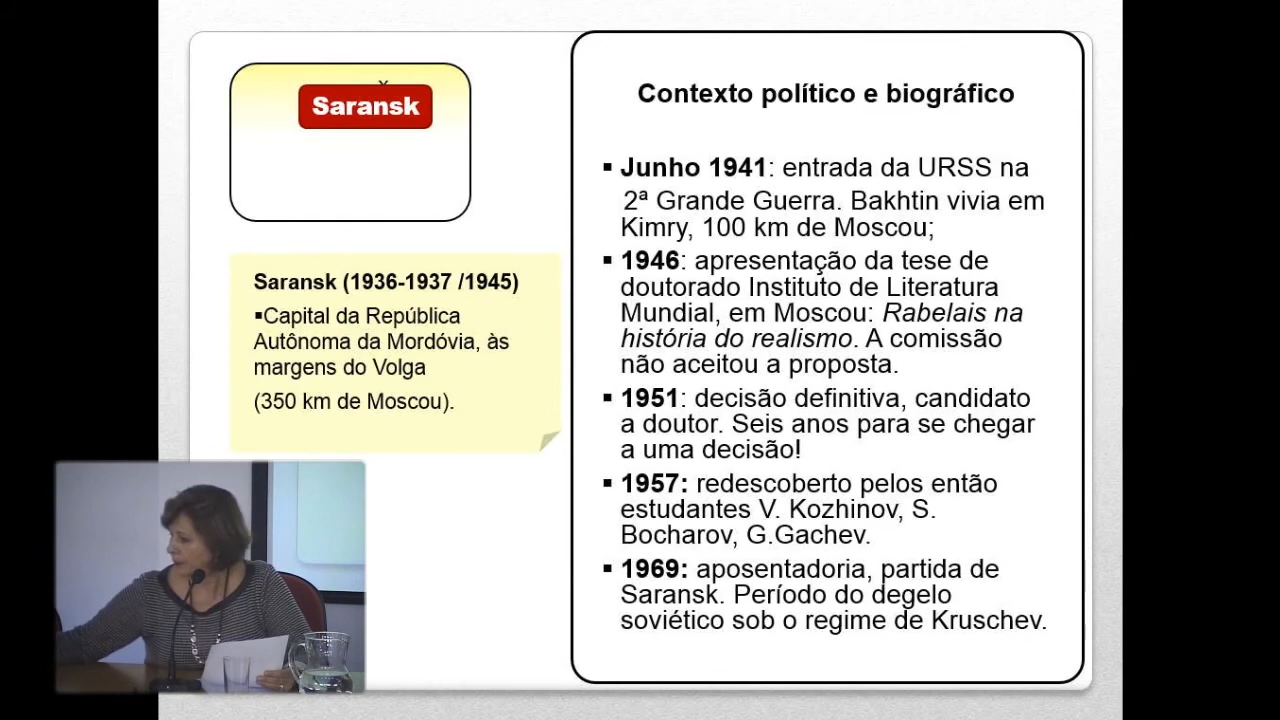 Saransk
Saransk (1936-1937 /1945)
▪Capital da República
Autônoma da Mordóvia, às
margens do Volga
(350 km de Moscou).
Contexto político e biográfico
▪ Junho 1941: entrada da URSS na
2ª Grande Guerra. Bakhtin vivia em
Kimry, 100 km de Moscou;
▪ 1946: apresentação da tese de
doutorado Instituto de Literatura
Mundial, em Moscou: Rabelais na
história do realismo. A comissão
não aceitou a proposta.
▪ 1951: decisão definitiva, candidato
a doutor. Seis anos para se chegar
a uma decisão!
▪ 1957: redescoberto pelos então
estudantes V. Kozhinov, S.
Bocharov, G.Gachev.
▪ 1969: aposentadoria, partida de
Saransk. Período do degelo
soviético sob o regime de Kruschev.